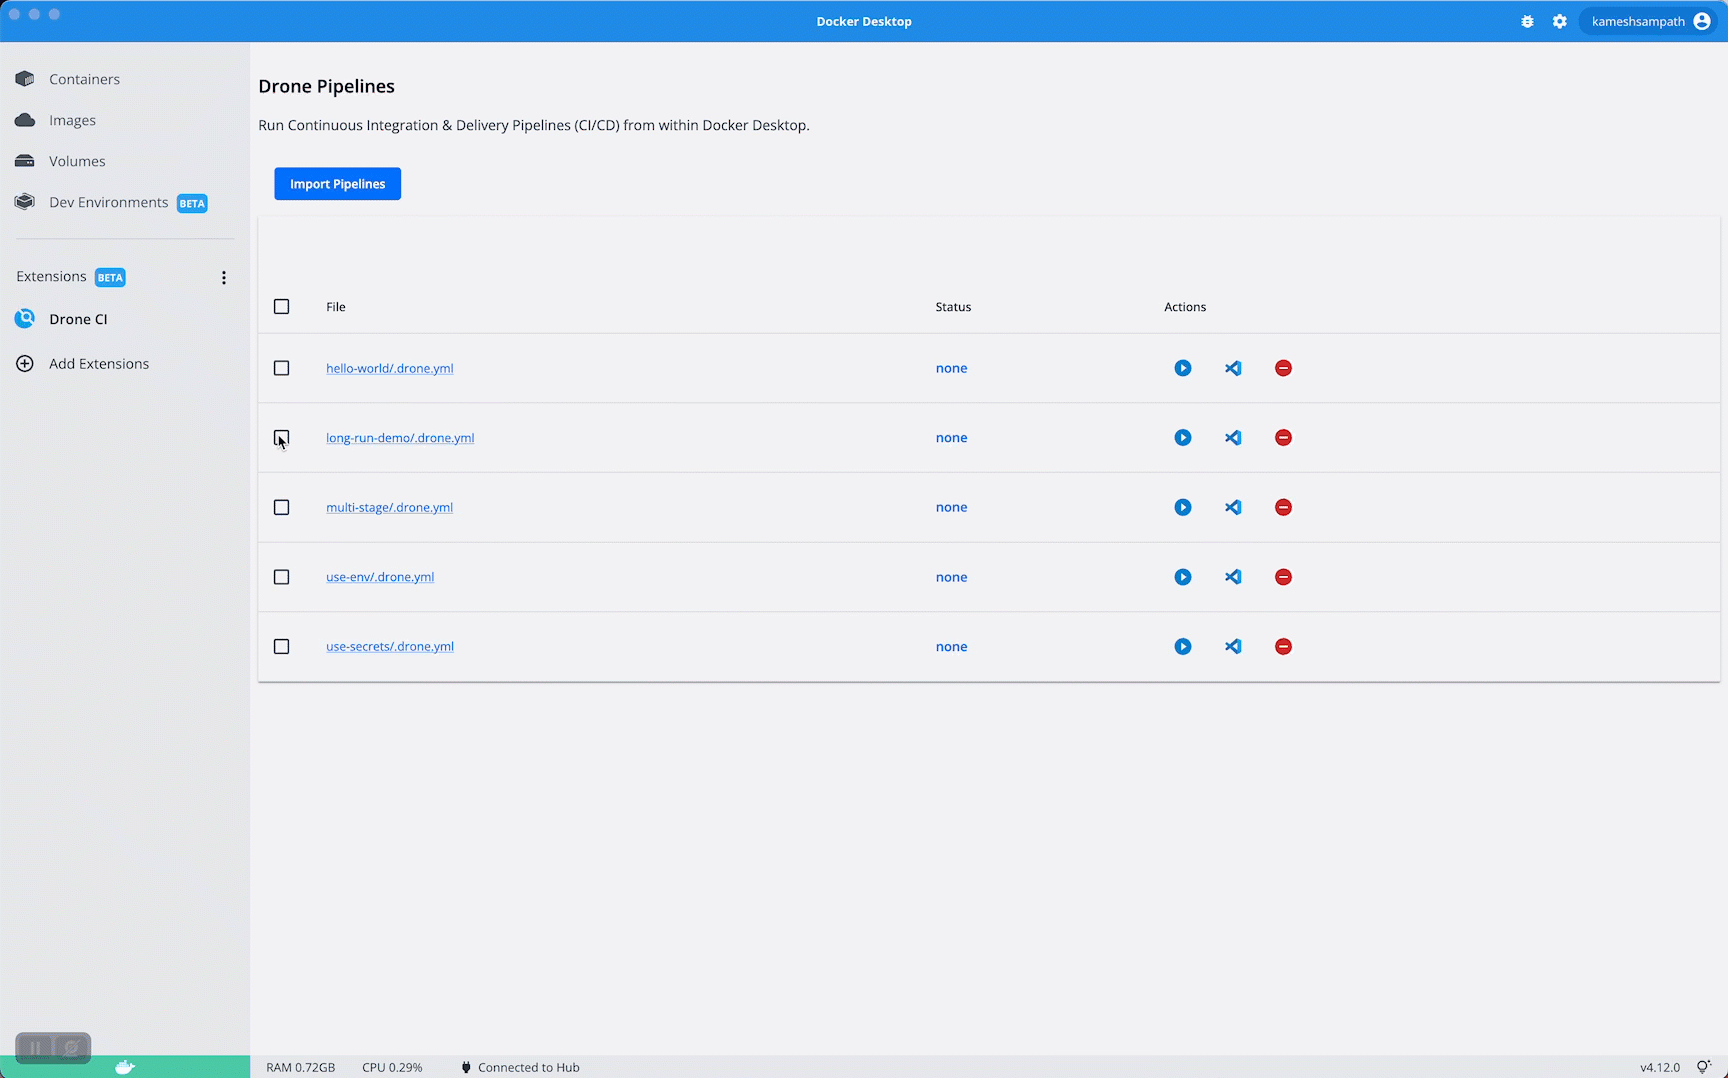 Docker Desktop
kameshsampath
Containers
Images
Volumes
Dev Environments BETA
Extensions BETA
Drone CI
Add Extensions
Drone Pipelines
Run Continuous Integration & Delivery Pipelines (CI/CD) from within Docker Desktop.
Import Pipelines
File Status Actions
hello-world/.drone.yml none
long-run-demo/.drone.yml none
multi-stage/.drone.yml none
use-env/.drone.yml none
use-secrets/.drone.yml none
RAM 0.72GB CPU 0.29% Connected to Hub v4.12.0